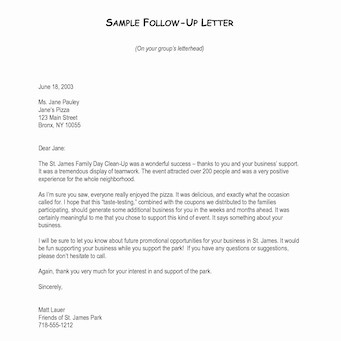 SAMPLE FOLLOW-UP LETTER
(On your group's letterhead)
June 18, 2003
Ms. Jane Pauley
Jane's Pizza
123 Main Street
Bronx, NY 10055
Dear Jane:
The St. James Family Day Clean-Up was a wonderful success – thanks to you and your business' support.
It was a tremendous display of teamwork. The event attracted over 200 people and was a very positive
experience for the whole neighborhood.
As I'm sure you saw, everyone really enjoyed the pizza. It was delicious, and exactly what the occasion
called for. I hope that this "taste-testing," combined with the coupons we distributed to the families
participating, should generate some additional business for you in the weeks and months ahead. It was
certainly meaningful to me that you chose to support this kind of event. It says something about your
business.
I will be sure to let you know about future promotional opportunities for your business in St. James. It would
be fun supporting your business while you support the park. If you have any questions or suggestions,
please don't hesitate to call.
Again, thank you very much for your interest in and support of the park.
Sincerely,
Matt Lauer
Friends of St. James Park
718-555-1212